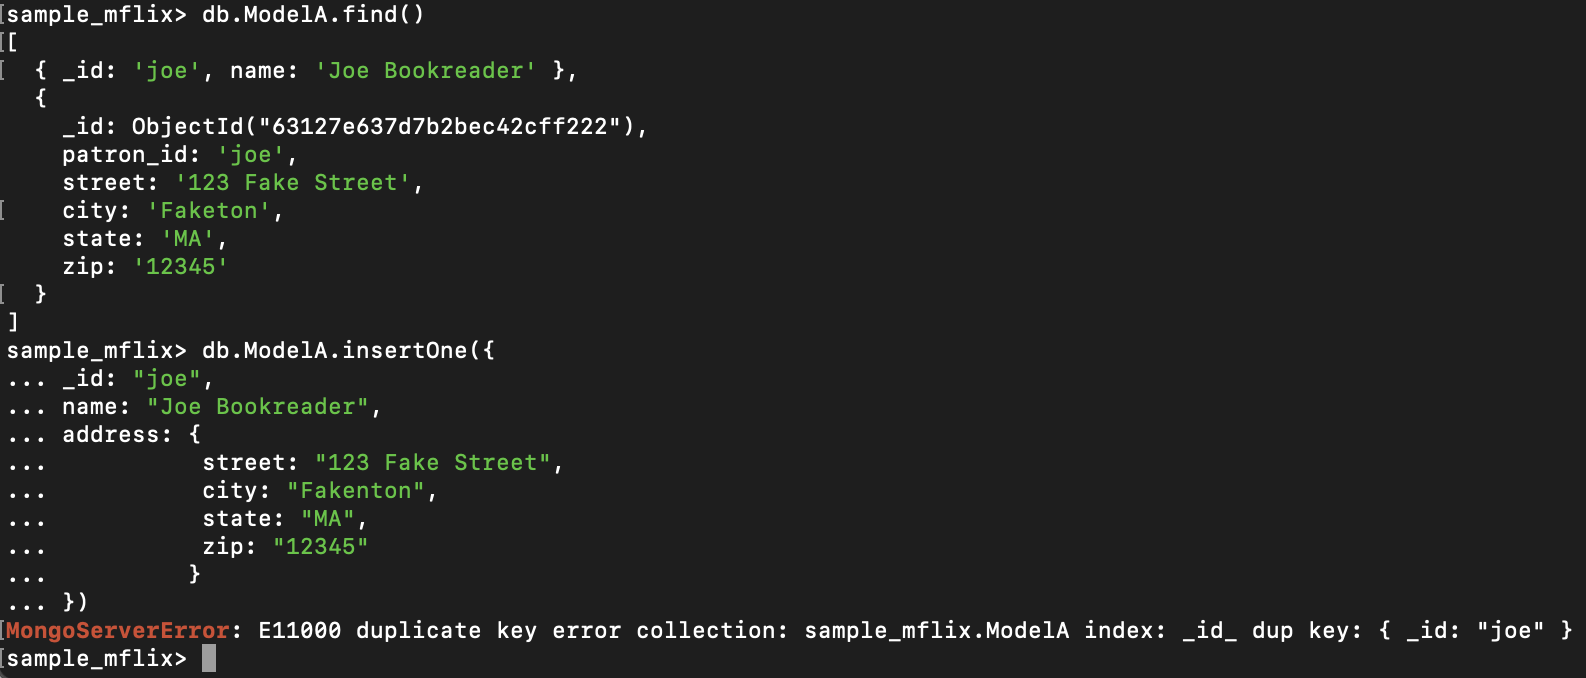 sample_mflix> db.ModelA.find()
[
  { _id: 'joe', name: 'Joe Bookreader' },
  {
    _id: ObjectId("63127e637d7b2bec42cff222"),
    patron_id: 'joe',
    street: '123 Fake Street',
    city: 'Faketon',
    state: 'MA',
    zip: '12345'
  }
]
sample_mflix> db.ModelA.insertOne({
... _id: "joe",
... name: "Joe Bookreader",
... address: {
...           street: "123 Fake Street",
...           city: "Fakenton",
...           state: "MA",
...           zip: "12345"
...          }
... })
MongoServerError: E11000 duplicate key error collection: sample_mflix.ModelA index: _id_ dup key: { _id: "joe" }
sample_mflix>